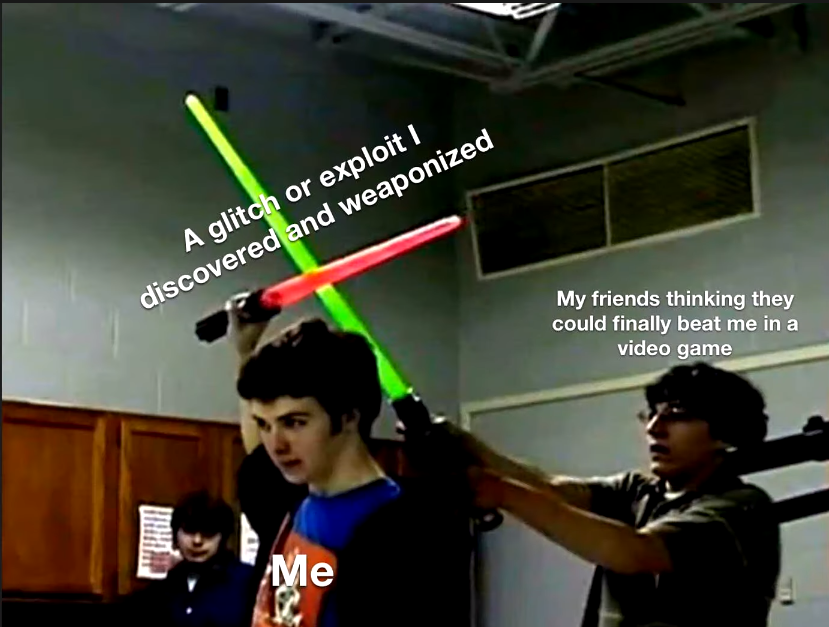 A glitch or exploit I
discovered and weaponized
My friends thinking they
could finally beat me in a
video game
Me